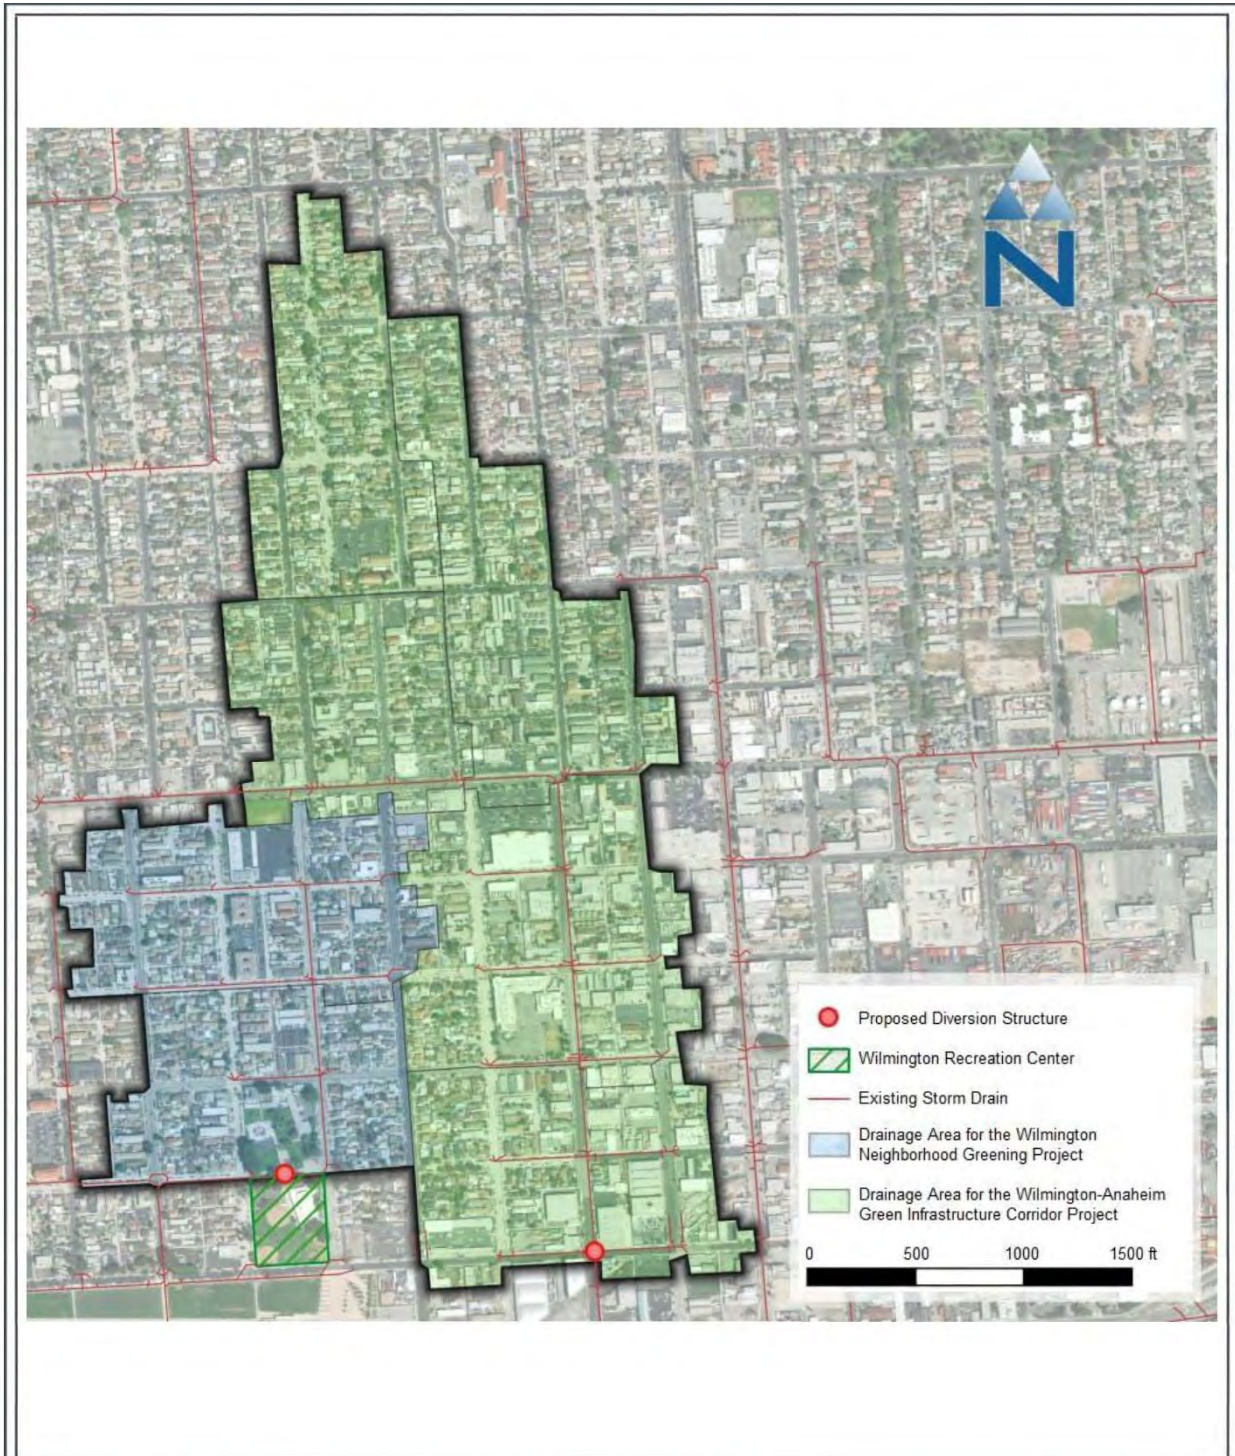 N
Proposed Diversion Structure
Wilmington Recreation Center
Existing Storm Drain
Drainage Area for the Wilmington
Neighborhood Greening Project
Drainage Area for the Wilmington-Anaheim
Green Infrastructure Corridor Project
0 500 1000 1500 ft